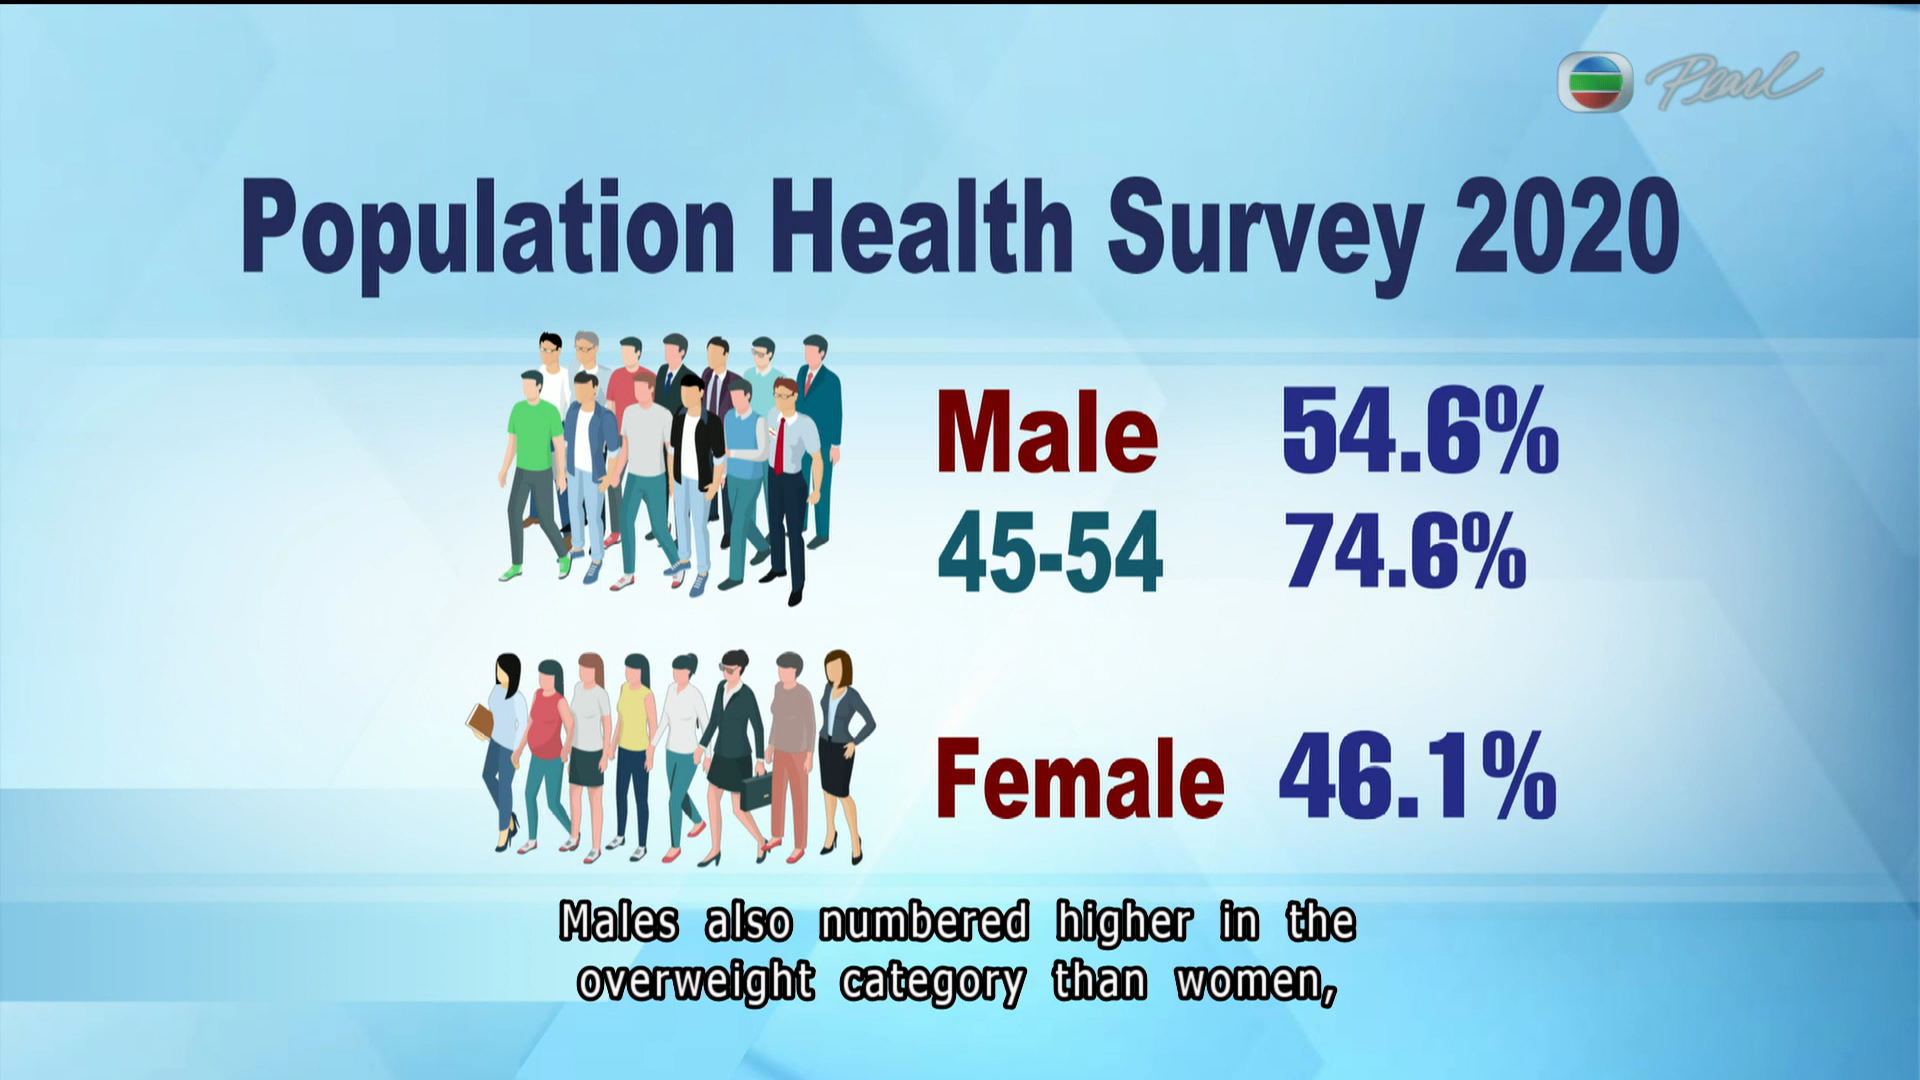 Pearl
Population Health Survey 2020
Male 54.6%
45-54 74.6%
Female 46.1%
Males also numbered higher in the
overweight category than women,